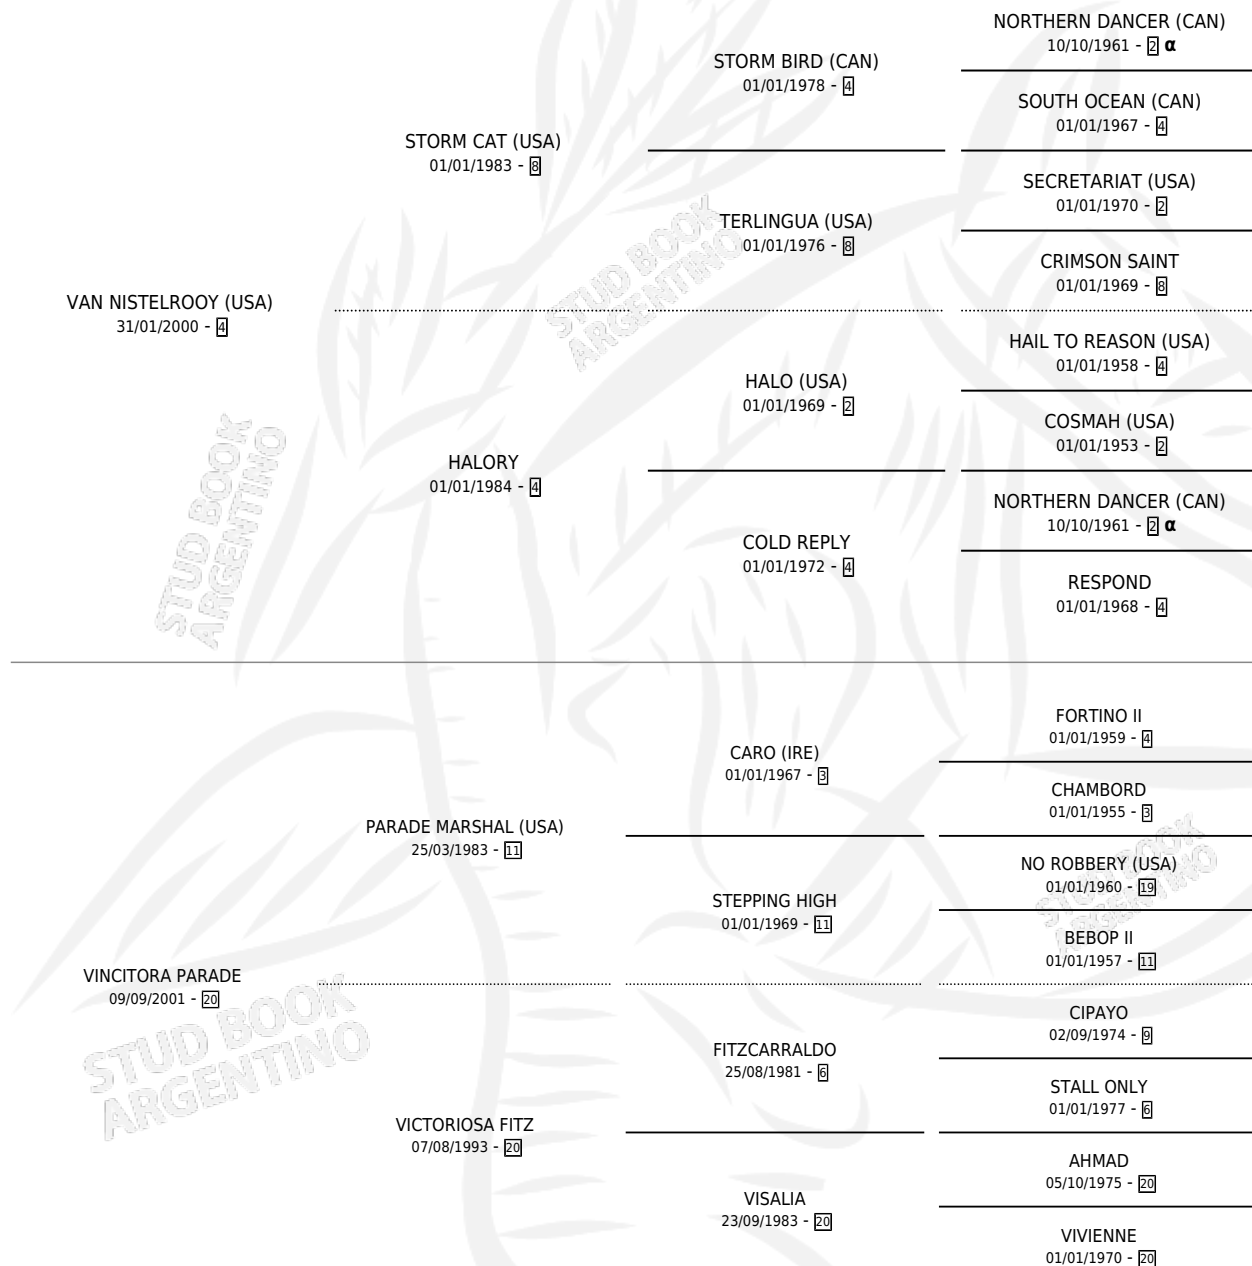 NORTHERN DANCER (CAN)
10/10/1961 - 2 α
STORM BIRD (CAN)
01/01/1978 - 4
SOUTH OCEAN (CAN)
01/01/1967 - 4
STORM CAT (USA)
01/01/1983 - 8
SECRETARIAT (USA)
01/01/1970 - 2
TERLINGUA (USA)
01/01/1976 - 8
CRIMSON SAINT
01/01/1969 - 8
VAN NISTELROOY (USA)
31/01/2000 - 4
HAIL TO REASON (USA)
01/01/1958 - 4
HALO (USA)
01/01/1969 - 2
COSMAH (USA)
01/01/1953 - 2
HALORY
01/01/1984 - 4
NORTHERN DANCER (CAN)
10/10/1961 - 2 α
COLD REPLY
01/01/1972 - 4
RESPOND
01/01/1968 - 4
FORTINO II
01/01/1959 - 4
CARO (IRE)
01/01/1967 - 3
CHAMBORD
01/01/1955 - 3
PARADE MARSHAL (USA)
25/03/1983 - 11
NO ROBBERY (USA)
01/01/1960 - 19
STEPPING HIGH
01/01/1969 - 11
BEBOP II
01/01/1957 - 11
VINCITORA PARADE
09/09/2001 - 20
CIPAYO
02/09/1974 - 9
FITZCARRALDO
25/08/1981 - 6
STALL ONLY
01/01/1977 - 6
VICTORIOSA FITZ
07/08/1993 - 20
AHMAD
05/10/1975 - 20
VISALIA
23/09/1983 - 20
VIVIENNE
01/01/1970 - 20
STUD BOOK
ARGENTINO
STUD BOOK
ARGENTINO
STUD BOOK
ARGENTINO
STUD BOOK
ARGENTINO